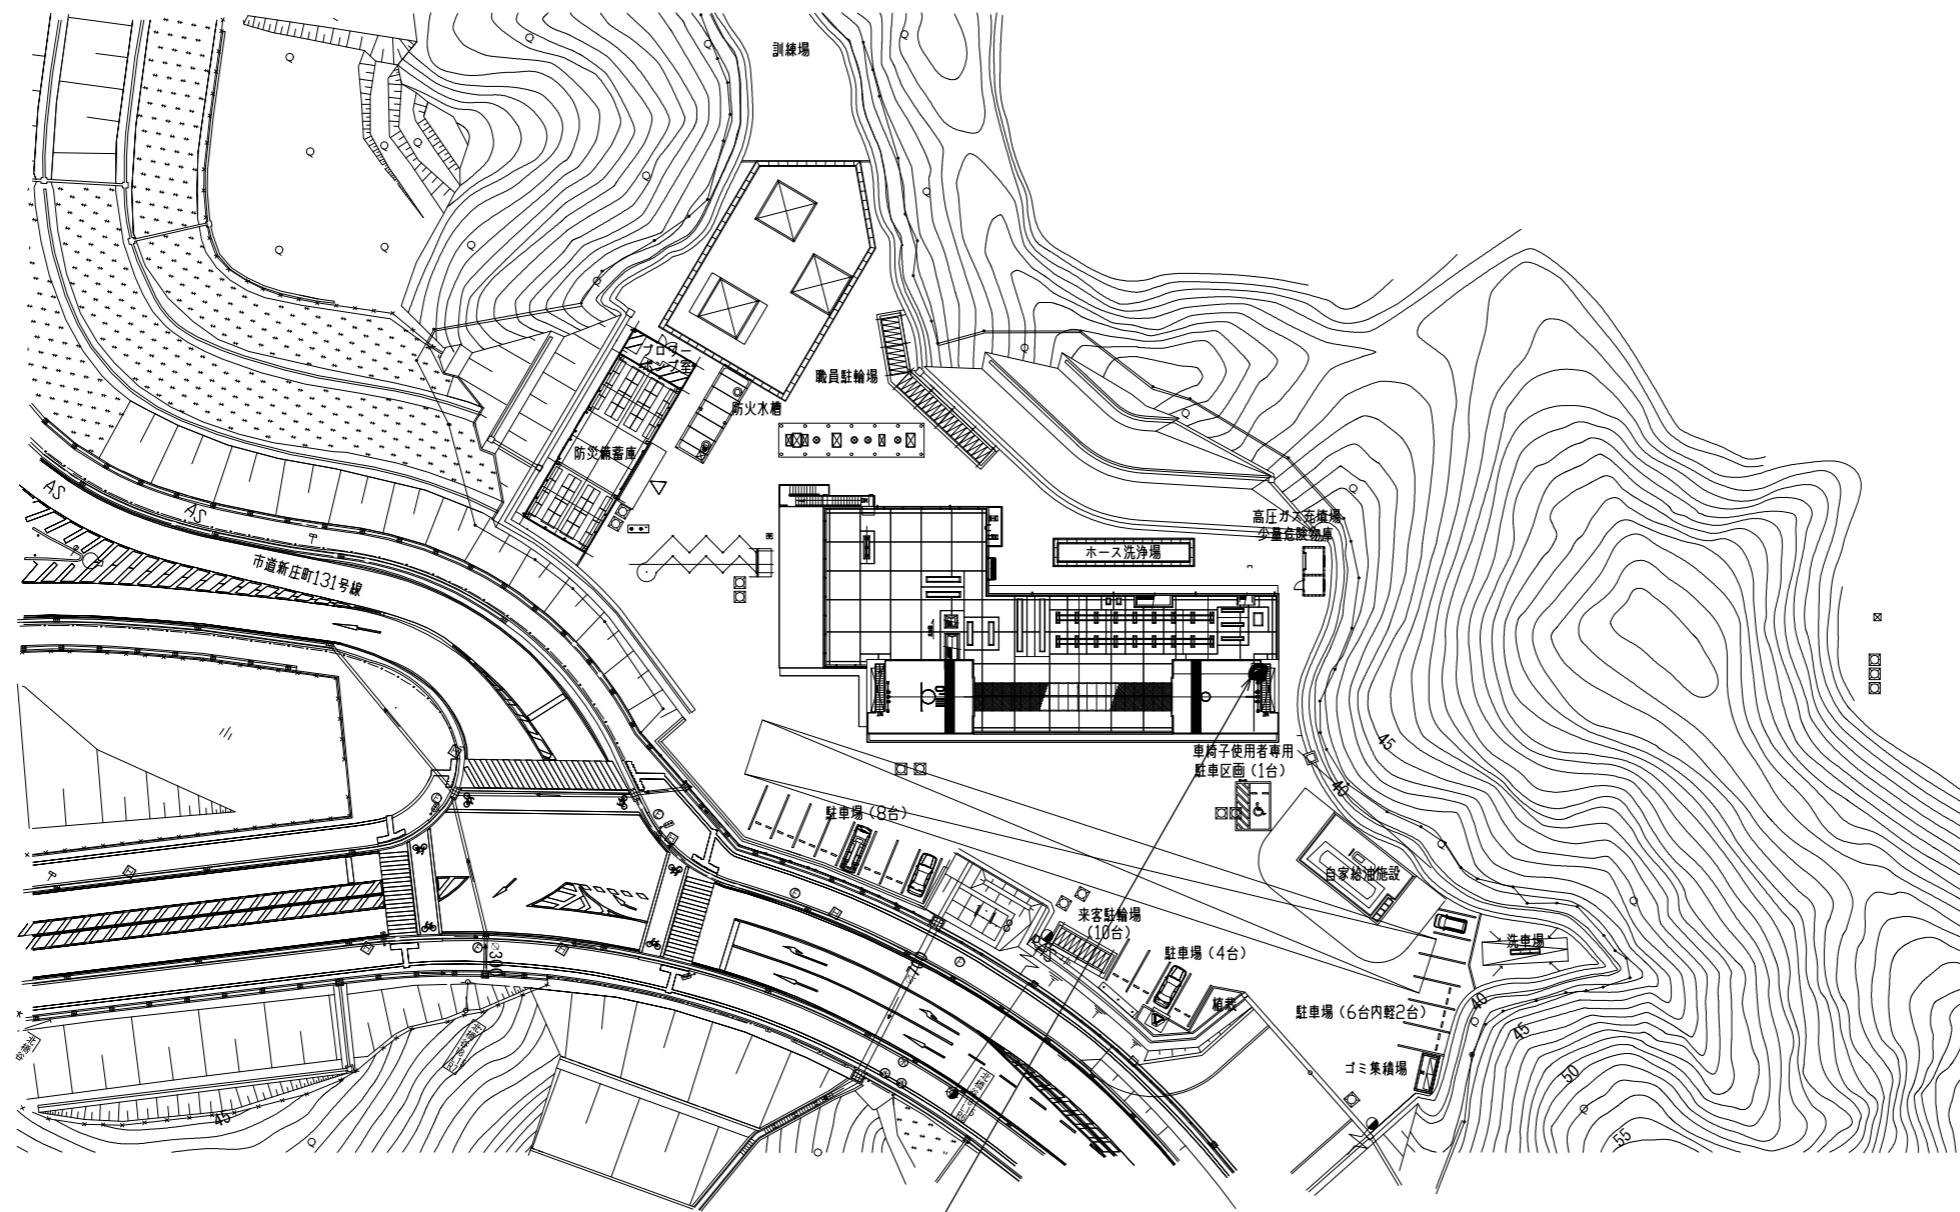 訓練場
ブロワー
ポンプ室
職員駐輪場
防火水槽
防災備蓄庫
AS
AS
市道新庄町131号線
高圧ガス充填場
少量危険物庫
ホース洗浄場
車椅子使用者専用
駐車区画(1台)
45
40
駐車場(8台)
自家給油施設
来客駐輪場
(10台)
洗車場
駐車場(4台)
植栽
駐車場(6台内軽2台)
40
45
ゴミ集積場
50
55
45
∅300